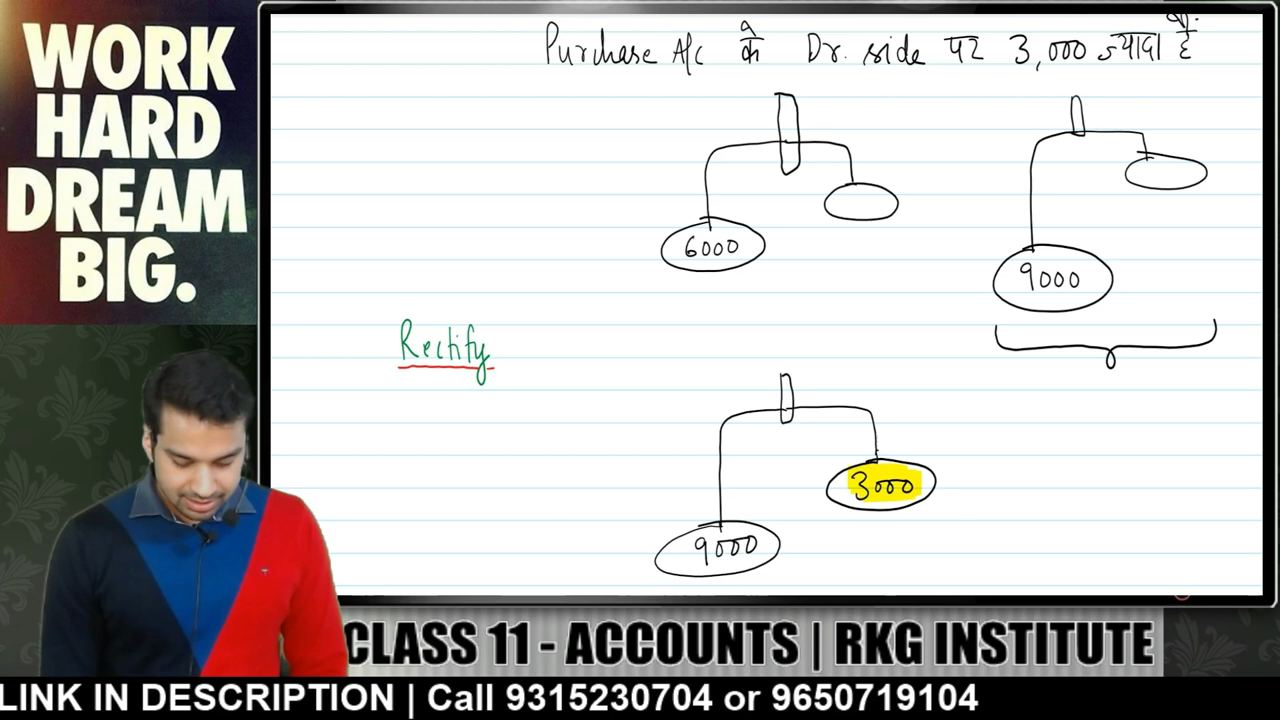 WORK
HARD
DREAM
BIG.
Purchase A/c के Dr. side पर 3,000 ज्यादा है
6000
9000
Rectify
3000
9000
CLASS 11 - ACCOUNTS | RKG INSTITUTE
LINK IN DESCRIPTION | Call 9315230704 or 9650719104